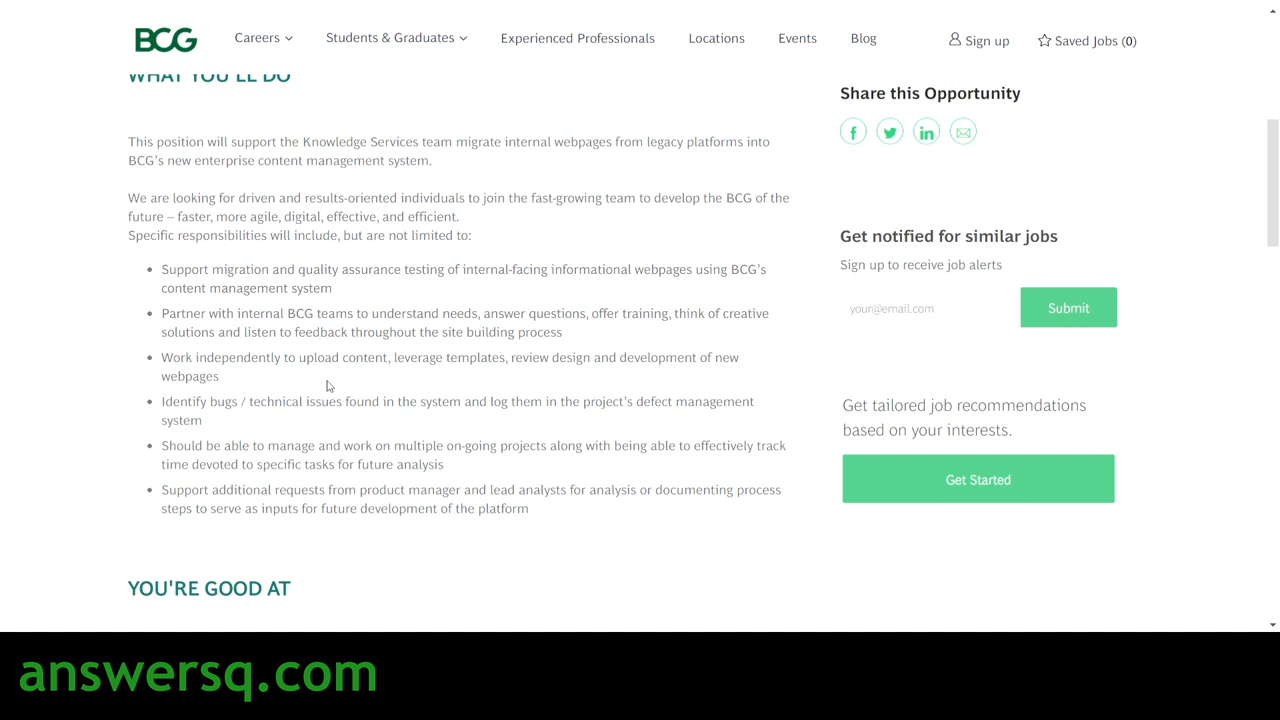 BCG
Careers
Students & Graduates
Experienced Professionals
Locations
Events
Blog
Sign up
Saved Jobs (0)
WHAT YOU'LL DO
This position will support the Knowledge Services team migrate internal webpages from legacy platforms into
BCG's new enterprise content management system.
We are looking for driven and results-oriented individuals to join the fast-growing team to develop the BCG of the
future – faster, more agile, digital, effective, and efficient.
Specific responsibilities will include, but are not limited to:
• Support migration and quality assurance testing of internal-facing informational webpages using BCG's
content management system
• Partner with internal BCG teams to understand needs, answer questions, offer training, think of creative
solutions and listen to feedback throughout the site building process
• Work independently to upload content, leverage templates, review design and development of new
webpages
• Identify bugs / technical issues found in the system and log them in the project's defect management
system
• Should be able to manage and work on multiple on-going projects along with being able to effectively track
time devoted to specific tasks for future analysis
• Support additional requests from product manager and lead analysts for analysis or documenting process
steps to serve as inputs for future development of the platform
YOU'RE GOOD AT
Share this Opportunity
f
in
Get notified for similar jobs
Sign up to receive job alerts
your@email.com
Submit
Get tailored job recommendations
based on your interests.
Get Started
answersq.com